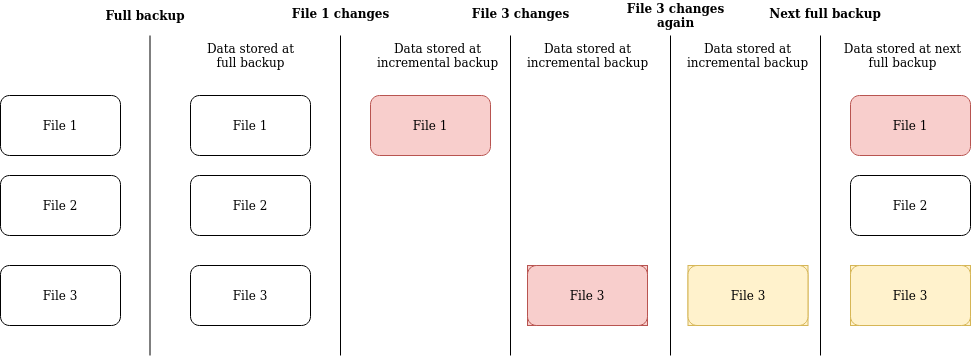 Full backup
File 1 changes
File 3 changes
File 3 changes
again
Next full backup
Data stored at
full backup
Data stored at
incremental backup
Data stored at
incremental backup
Data stored at
incremental backup
Data stored at next
full backup
File 1
File 1
File 1
File 1
File 2
File 2
File 2
File 3
File 3
File 3
File 3
File 3